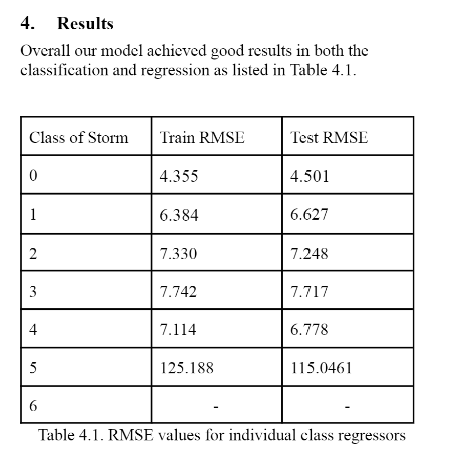 4. Results
Overall our model achieved good results in both the
classification and regression as listed in Table 4.1.
Class of Storm Train RMSE Test RMSE
0 4.355 4.501
1 6.384 6.627
2 7.330 7.248
3 7.742 7.717
4 7.114 6.778
5 125.188 115.0461
6 - -
Table 4.1. RMSE values for individual class regressors